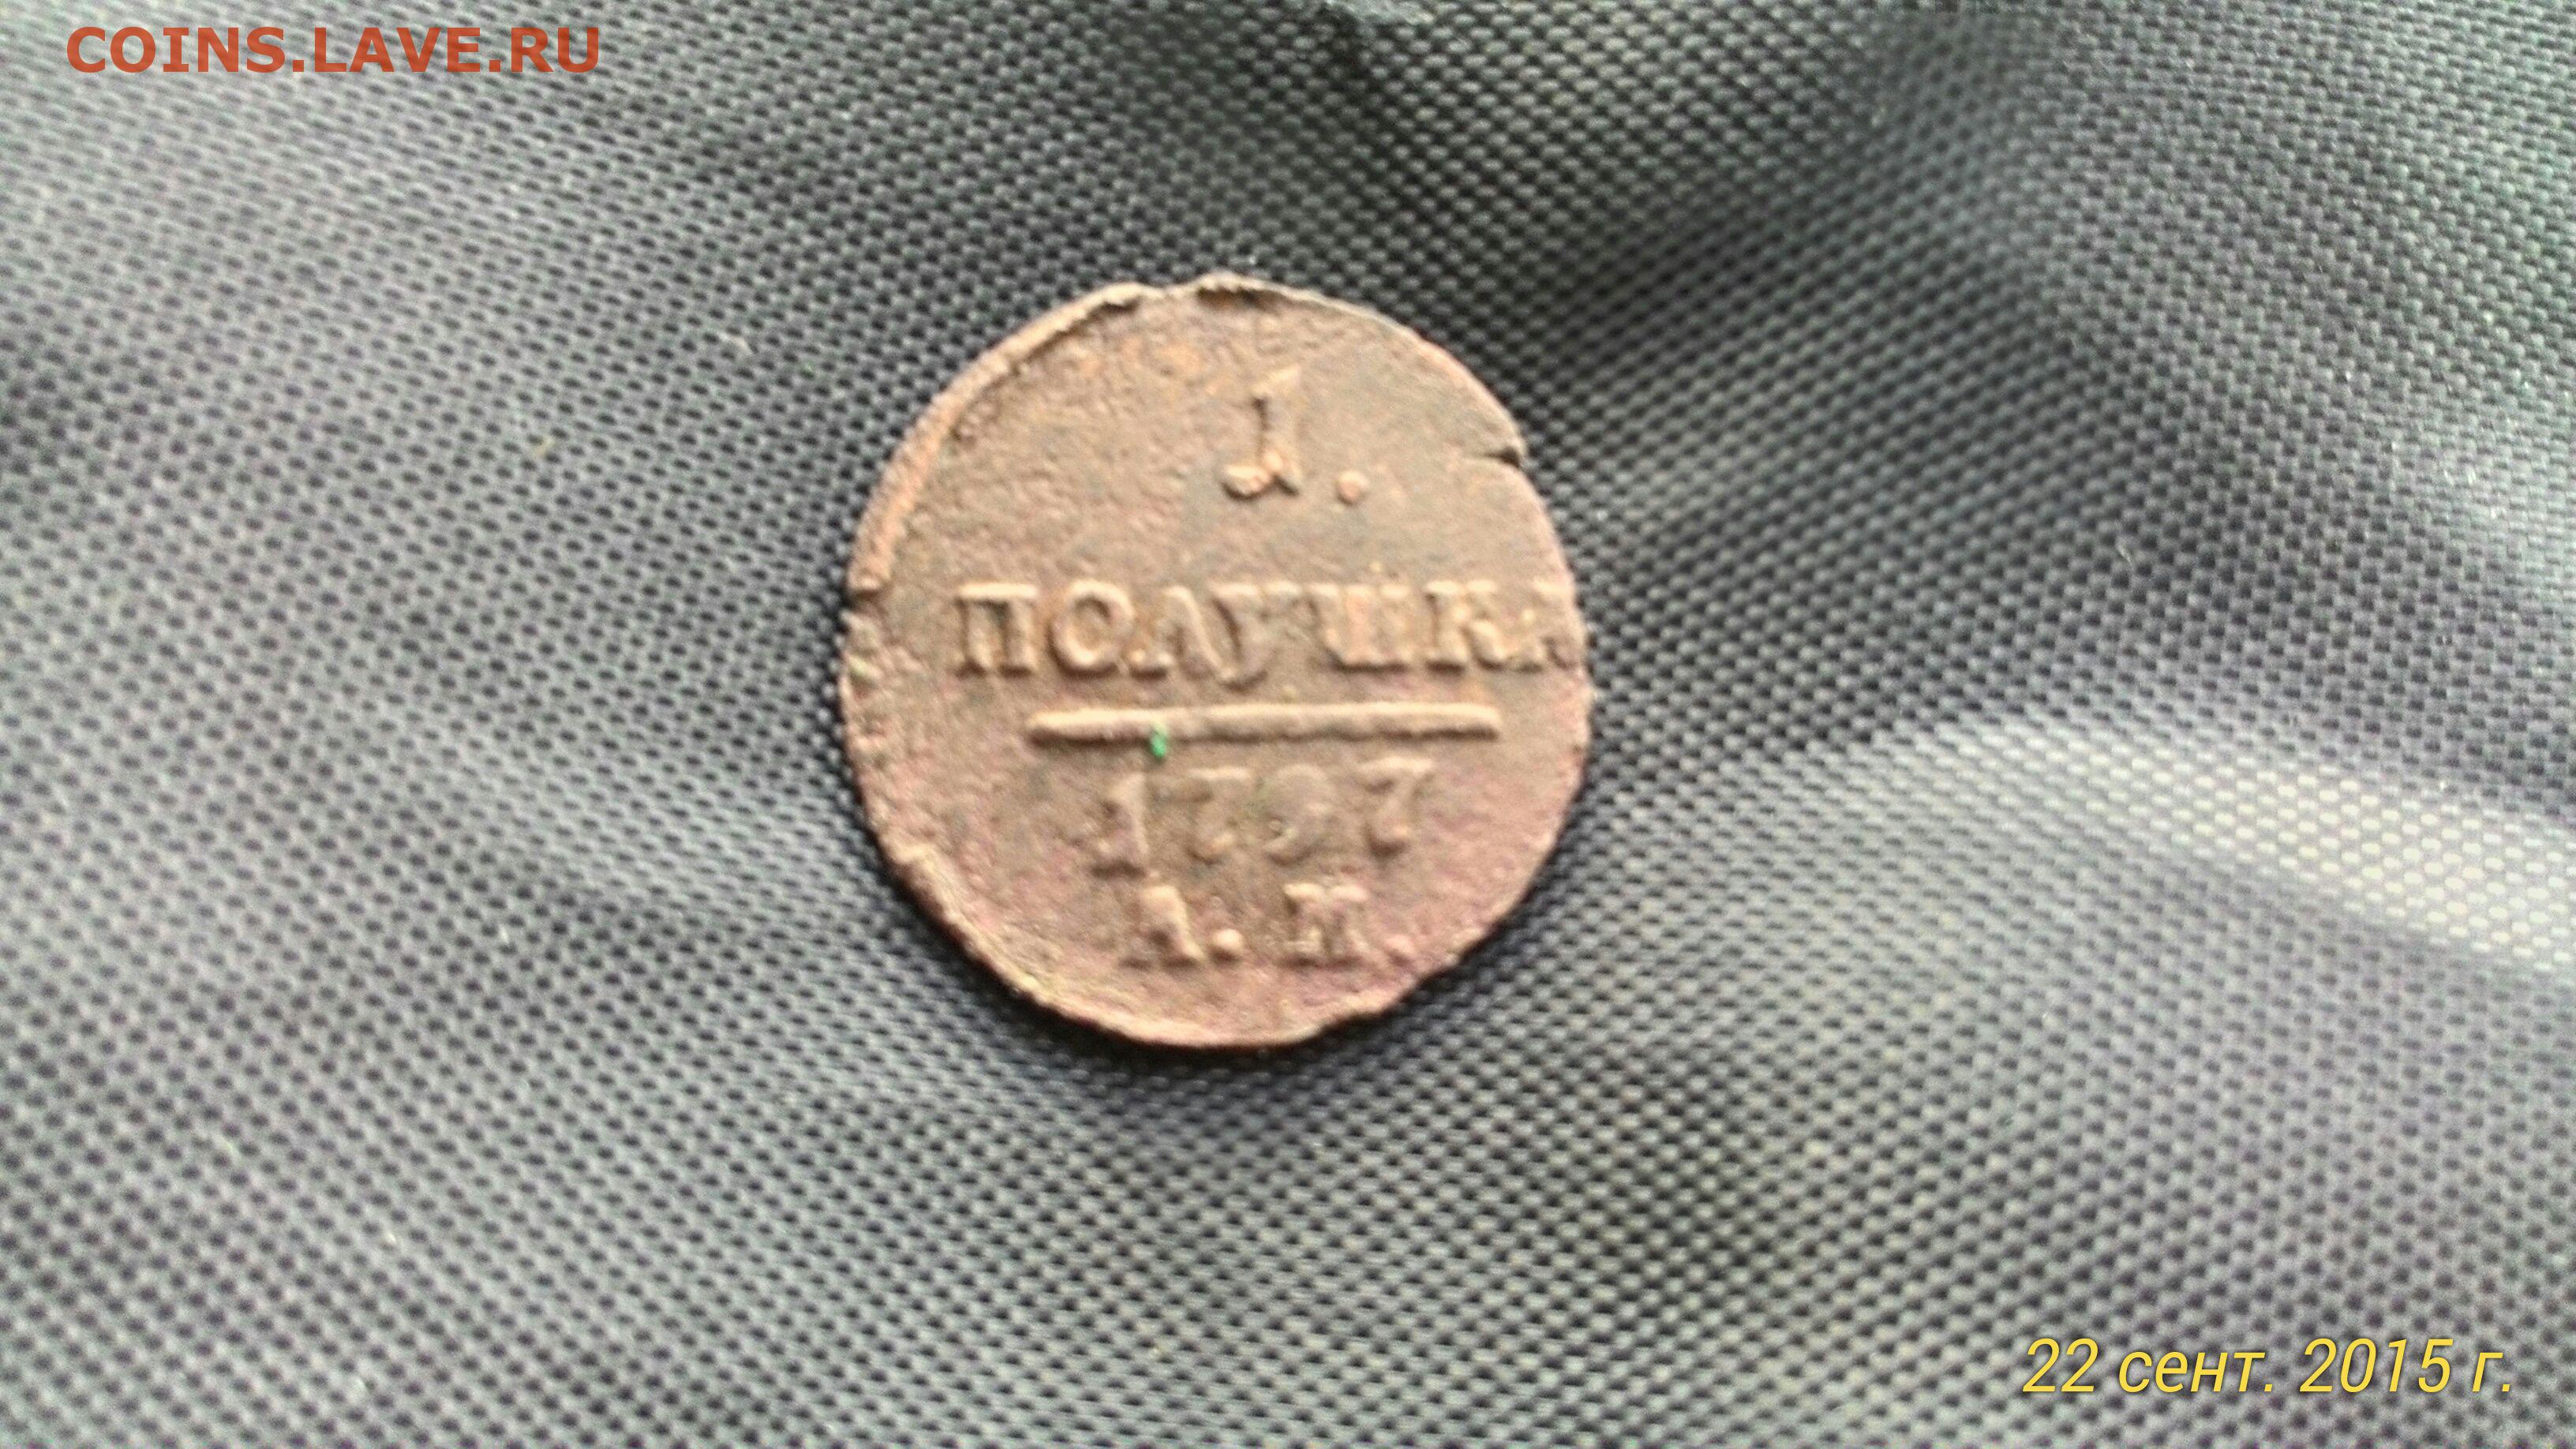 COINS.LAVE.RU
1.
ПОЛУШКА
1797
А.М
22 сент. 2015 г.